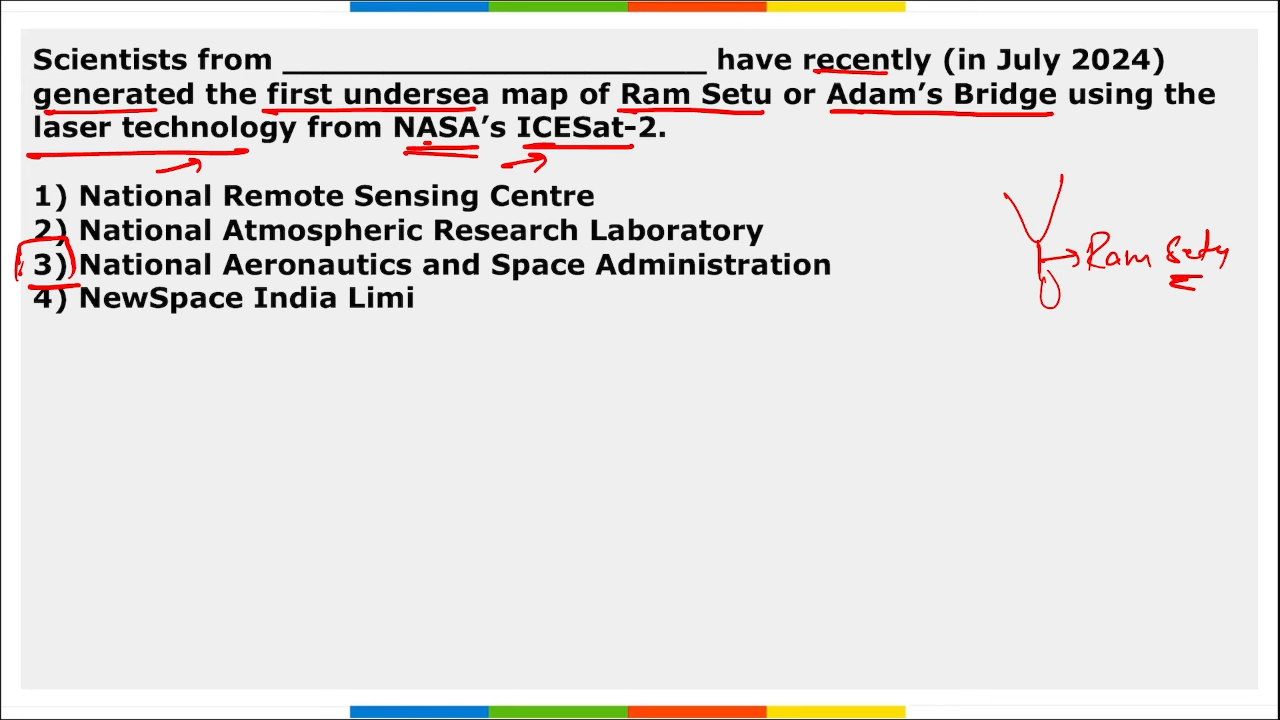 Scientists from ______________________________ have recently (in July 2024)
generated the first undersea map of Ram Setu or Adam’s Bridge using the
laser technology from NASA’s ICESat-2.
1) National Remote Sensing Centre
2) National Atmospheric Research Laboratory
3) National Aeronautics and Space Administration
4) NewSpace India Limi
Ram Setu